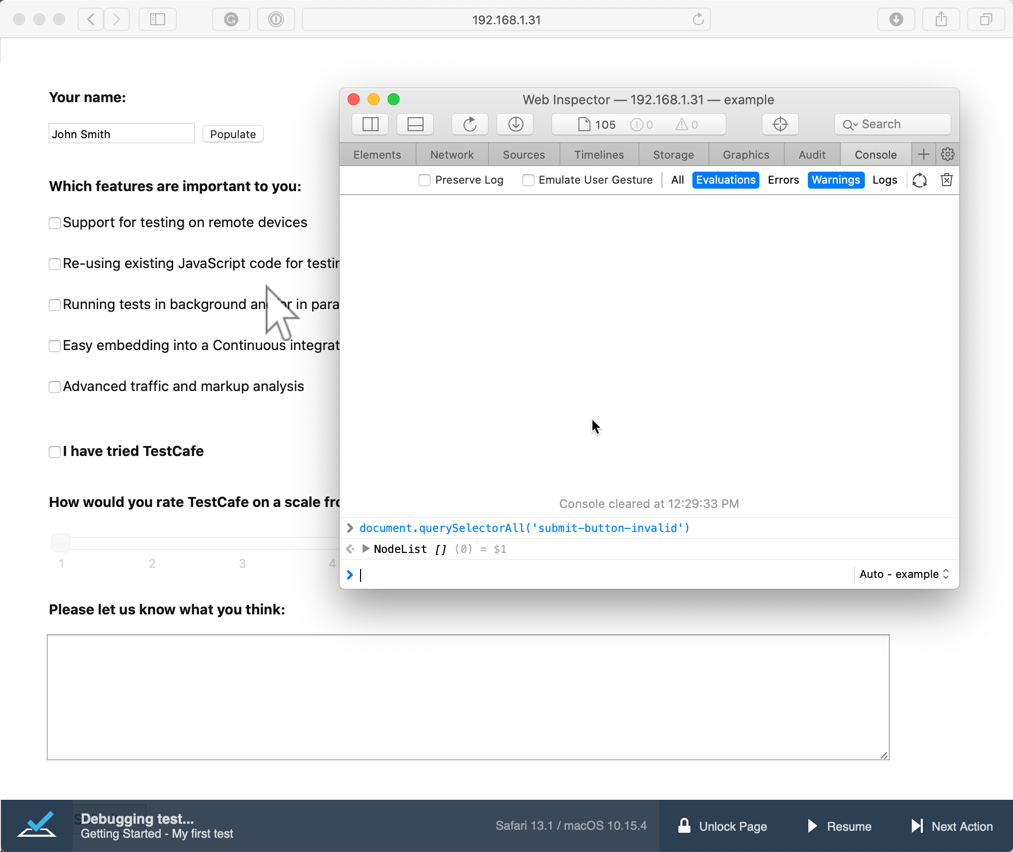 192.168.1.31
Your name:
John Smith
Populate
Which features are important to you:
Support for testing on remote devices
Re-using existing JavaScript code for testin
Running tests in background an or in para
Easy embedding into a Continuous integrat
Advanced traffic and markup analysis
I have tried TestCafe
How would you rate TestCafe on a scale fro
1 2 3 4
Please let us know what you think:
Web Inspector — 192.168.1.31 — example
105 0 0 Search
Elements Network Sources Timelines Storage Graphics Audit Console
Preserve Log Emulate User Gesture All Evaluations Errors Warnings Logs
Console cleared at 12:29:33 PM
document.querySelectorAll('submit-button-invalid')
NodeList [] (0) = $1
Auto - example
Debugging test...
Getting Started - My first test
Safari 13.1 / macOS 10.15.4
Unlock Page
Resume
Next Action